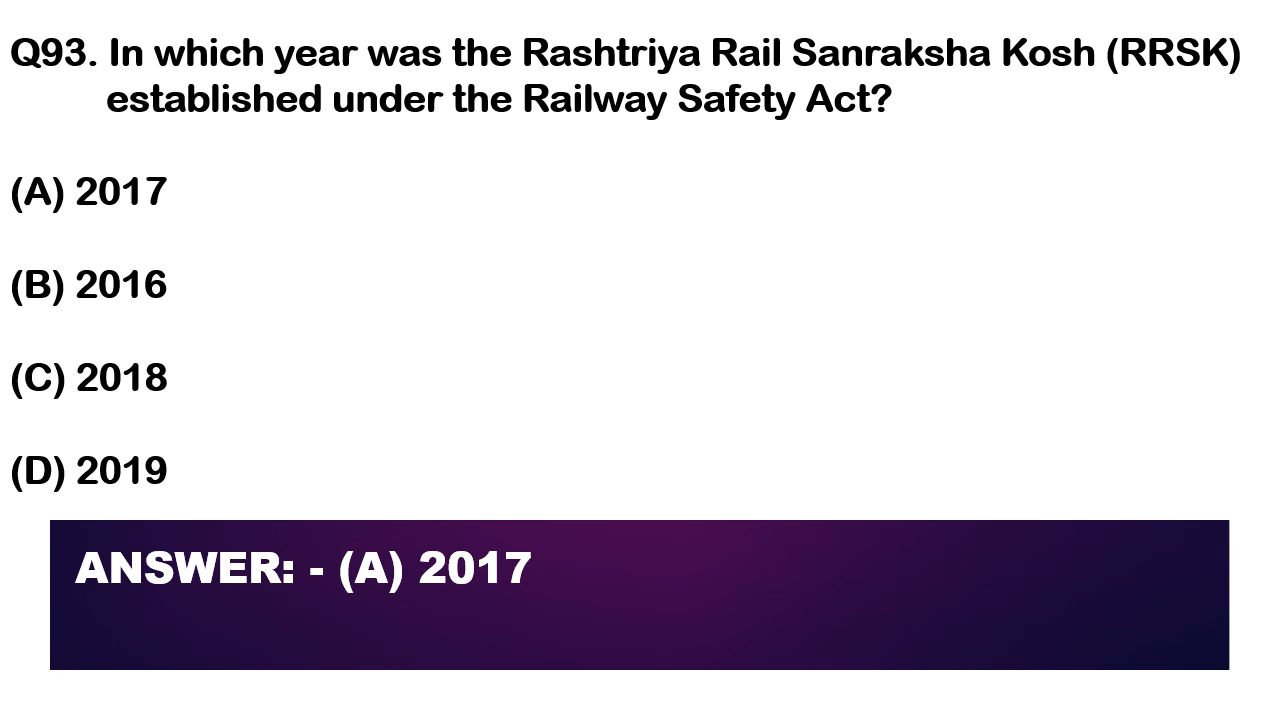 Q93. In which year was the Rashtriya Rail Sanraksha Kosh (RRSK)
established under the Railway Safety Act?
(A) 2017
(B) 2016
(C) 2018
(D) 2019
ANSWER: - (A) 2017